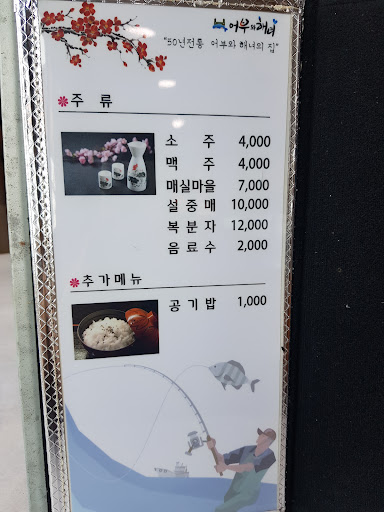 어부와해녀
"50년전통 어부와 해녀의 집"
주 류
소 주 4,000
맥 주 4,000
매실마을 7,000
설 중 매 10,000
복 분 자 12,000
음 료 수 2,000
추가메뉴
공 기 밥 1,000